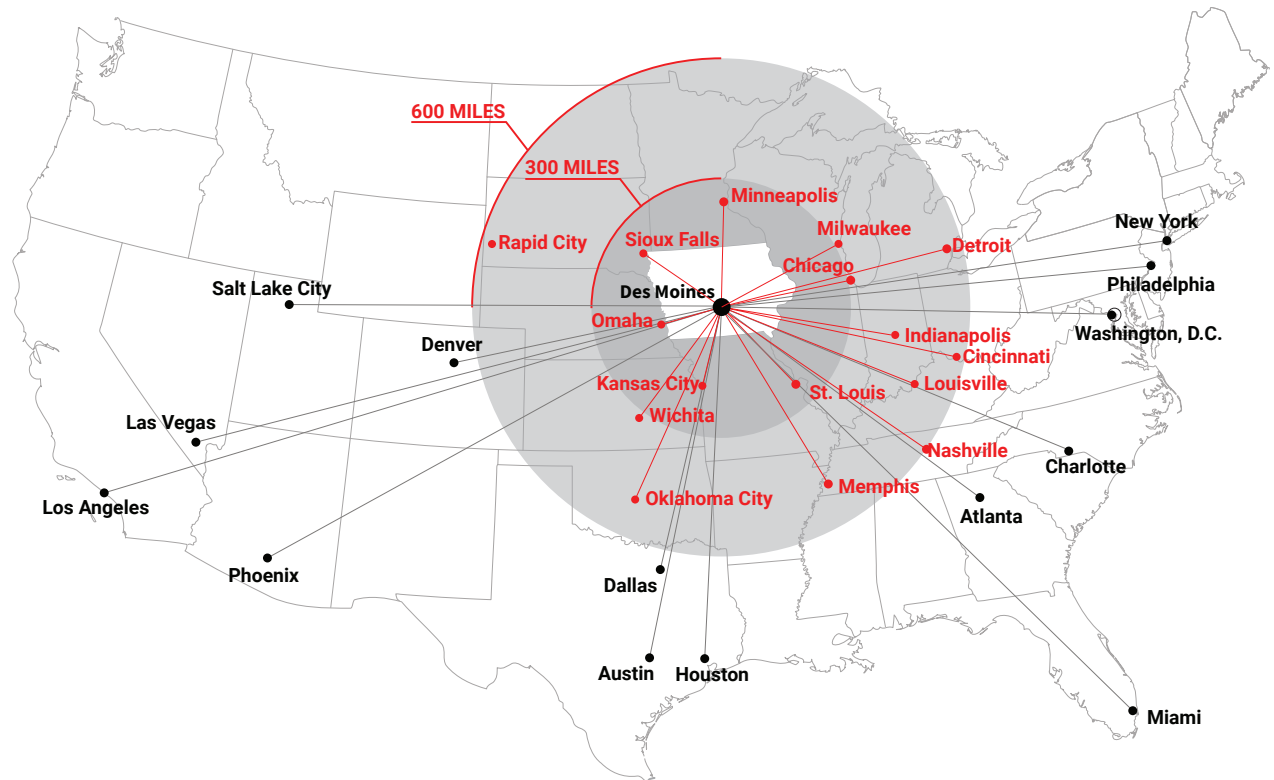 600 MILES
300 MILES
Minneapolis
Sioux Falls
Milwaukee
Rapid City
Detroit
New York
Chicago
Salt Lake City
Des Moines
Philadelphia
Omaha
Washington, D.C.
Denver
Indianapolis
Cincinnati
Kansas City
St. Louis
Louisville
Wichita
Las Vegas
Nashville
Charlotte
Los Angeles
Oklahoma City
Memphis
Atlanta
Phoenix
Dallas
Austin
Houston
Miami